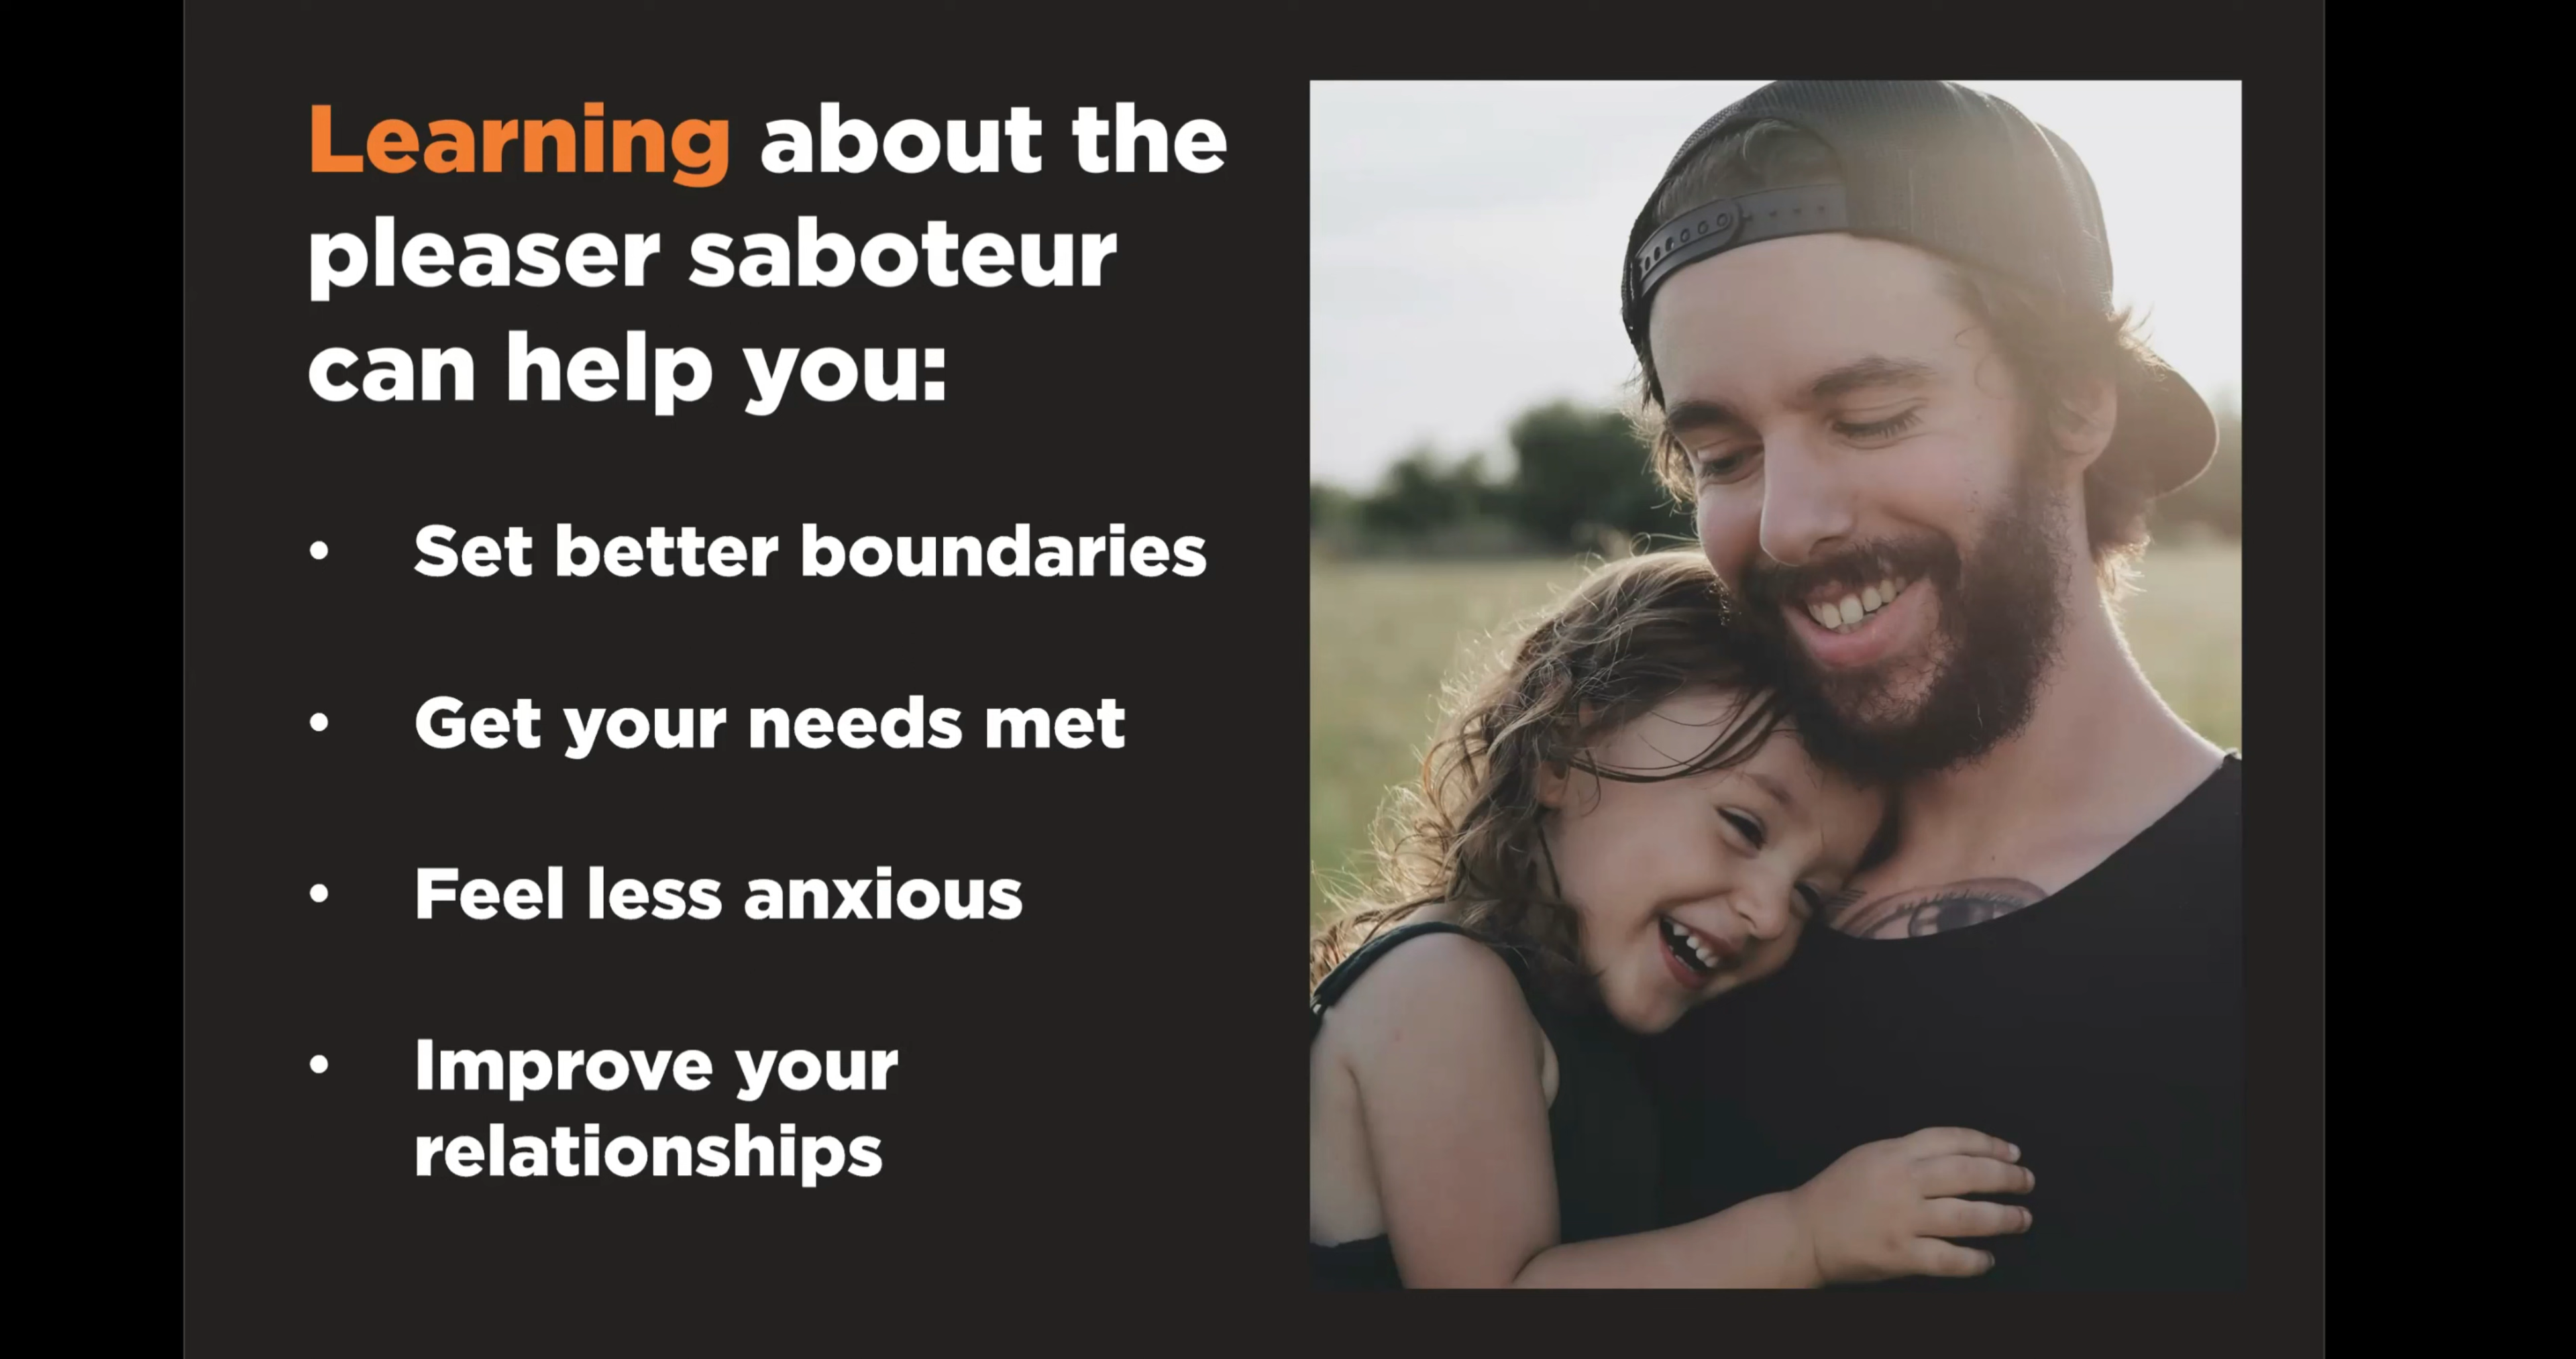 Learning about the
pleaser saboteur
can help you:
• Set better boundaries
• Get your needs met
• Feel less anxious
• Improve your
relationships